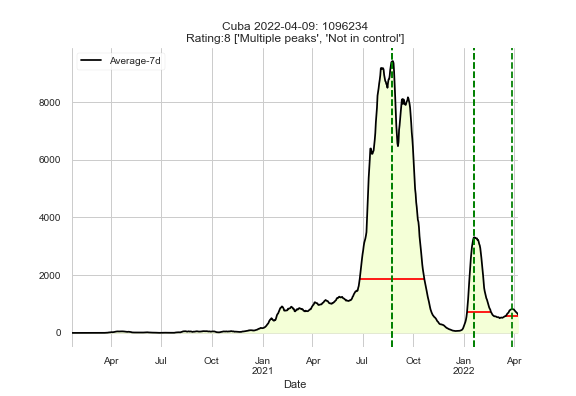 Cuba 2022-04-09: 1096234
Rating:8 ['Multiple peaks', 'Not in control']
Average-7d
8000
6000
4000
2000
0
Apr Jul Oct Jan Apr Jul Oct Jan Apr
2021 2022
Date